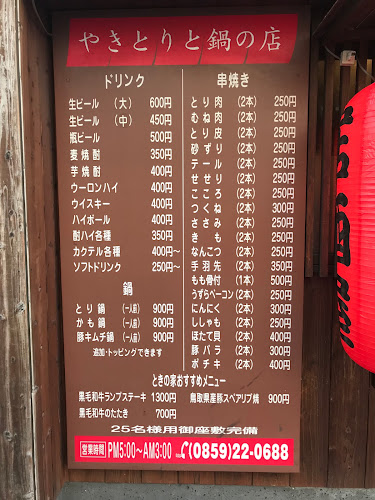 やきとりと鍋の店
ドリンク
生ビール (大) 600円
生ビール (中) 450円
瓶ビール 500円
麦焼酎 350円
芋焼酎 400円
ウーロンハイ 350円
ウイスキー 400円
ハイボール 400円
酎ハイ各種 350円
カクテル各種 400円～
ソフトドリンク 250円～
鍋
とり鍋 (一人前) 900円
かも鍋 (一人前) 900円
豚キムチ鍋 (一人前) 900円
追加・トッピングできます
串焼き
とり肉 (2本) 250円
むね肉 (2本) 250円
とり皮 (2本) 250円
砂ずり (2本) 250円
テール (2本) 250円
せせり (2本) 250円
こころ (2本) 250円
つくね (2本) 300円
ささみ (2本) 250円
きも (2本) 250円
なんこつ (2本) 250円
手羽先 (2本) 350円
もも骨付 (1本) 500円
うずらベーコン (2本) 250円
にんにく (2本) 300円
ししゃも (2本) 250円
ほたて貝 (2本) 400円
豚バラ (2本) 300円
ポチキ (2本) 400円
ときの家おすすめメニュー
黒毛和牛ランプステーキ 1300円
黒毛和牛のたたき 700円
鳥取県産豚スペアリブ焼 900円
25名様用御座敷完備
営業時間 PM5:00～AM3:00 (0859)22-0688